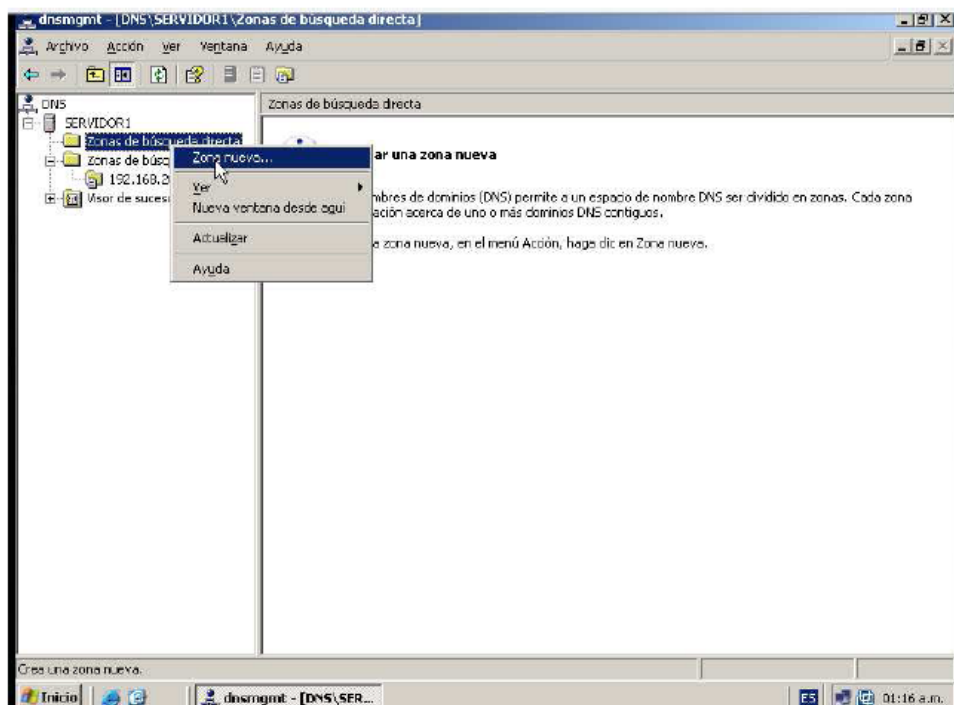 dnsmgmt - [DNS\SERVIDOR1\Zonas de búsqueda directa]
Archivo Acción Ver Ventana Ayuda
DNS
SERVIDOR1
Zonas de búsqueda directa
Zonas de búsq
192.168.2
Visor de suces
Zona nueva...
Ver
Nueva ventana desde aquí
Actualizar
Ayuda
Zonas de búsqueda directa
ar una zona nueva
mbres de dominios (DNS) permite a un espacio de nombre DNS ser dividido en zonas. Cada zona
ación acerca de uno o más dominios DNS contiguos.
a zona nueva, en el menú Acción, haga clic en Zona nueva.
Crea una zona nueva.
Inicio
dnsmgmt - [DNS\SER...
ES
01:16 a.m.